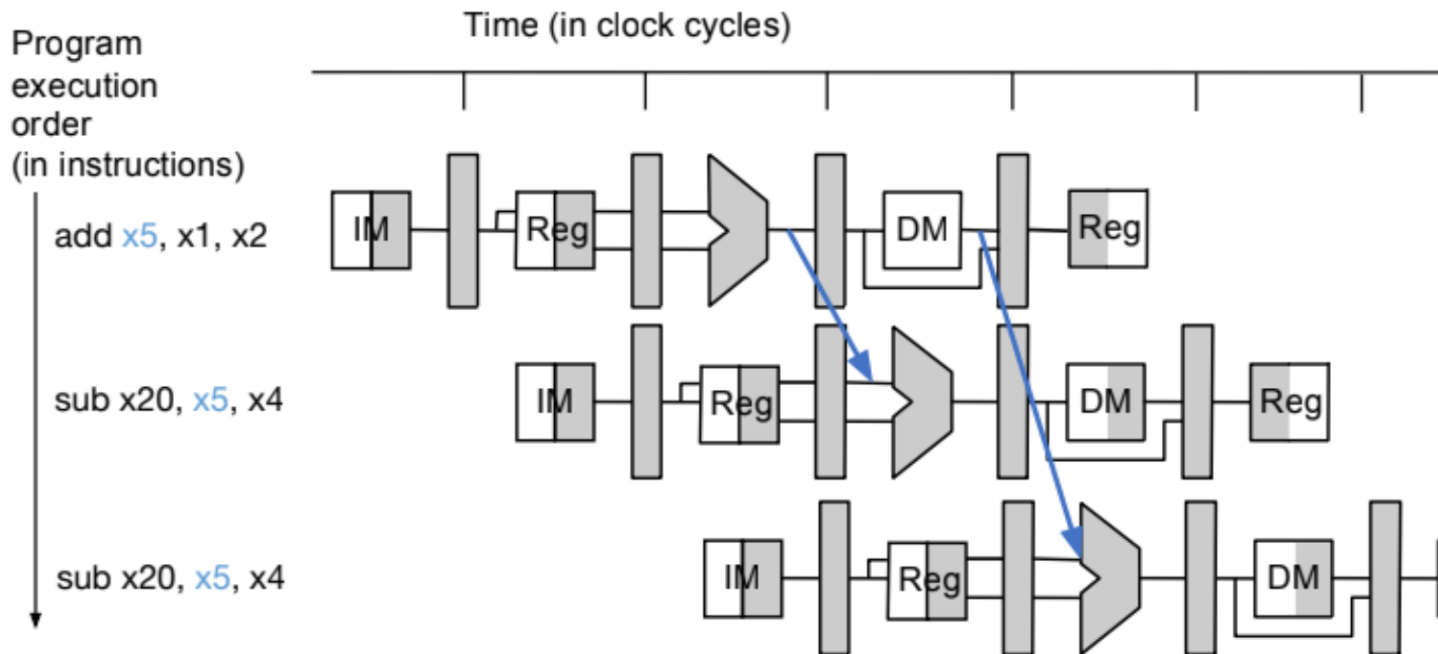 Time (in clock cycles)
Program
execution
order
(in instructions)
add x5, x1, x2
IM
Reg
DM
Reg
sub x20, x5, x4
IM
Reg
DM
Reg
sub x20, x5, x4
IM
Reg
DM